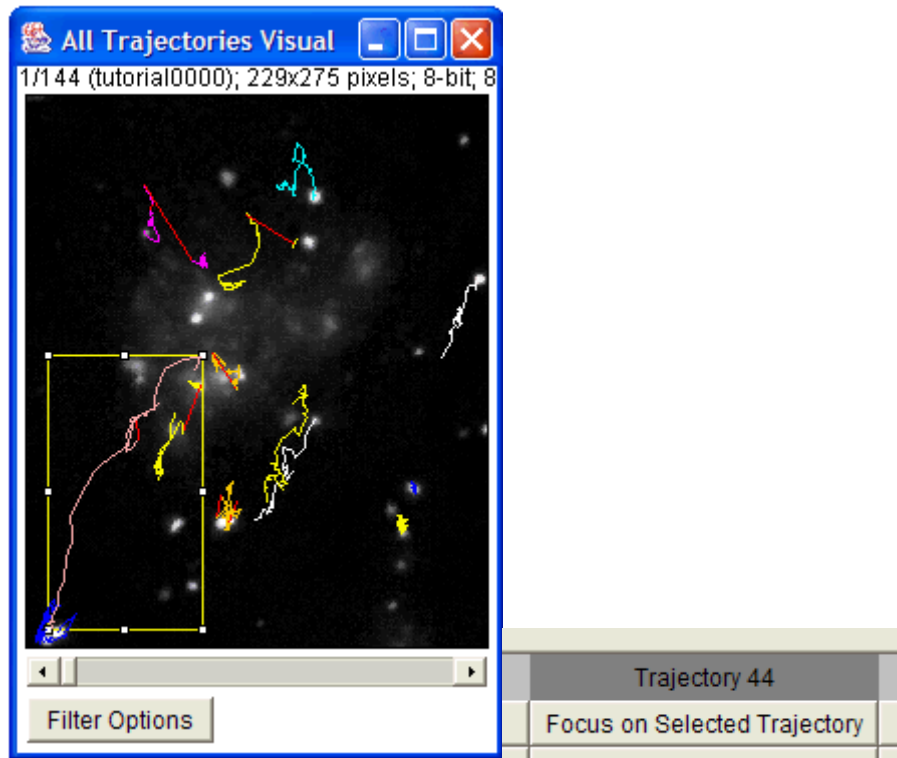 All Trajectories Visual
1/144 (tutorial0000); 229x275 pixels; 8-bit; 8
Filter Options
Trajectory 44
Focus on Selected Trajectory